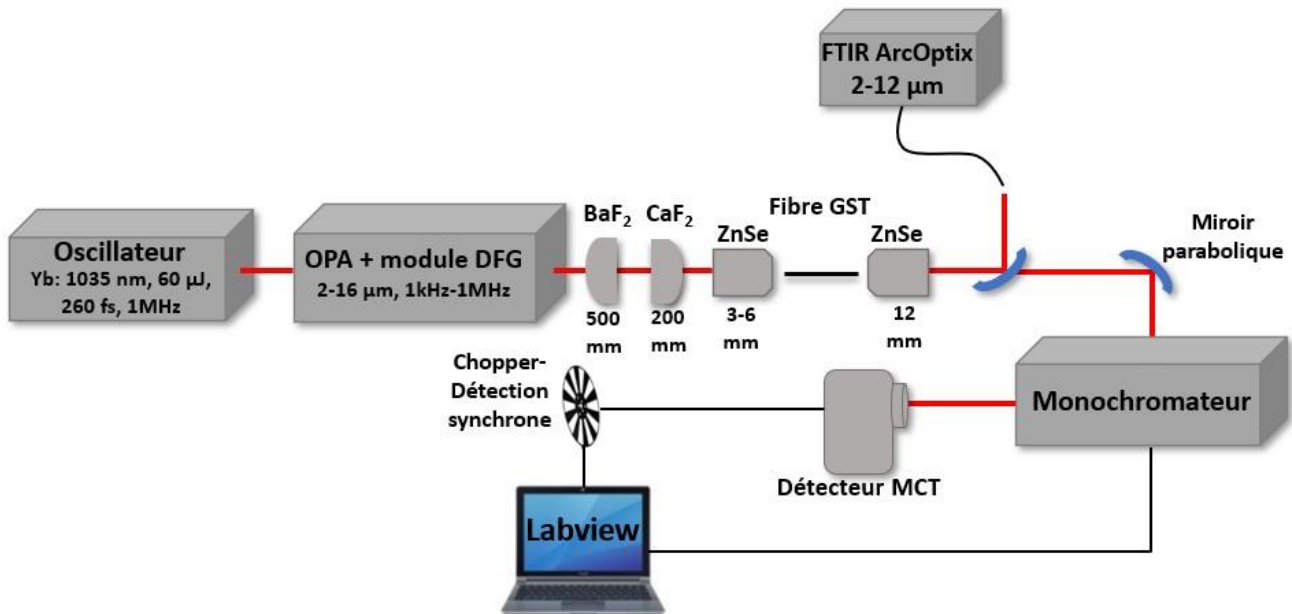 FTIR ArcOptix
2-12 µm
Oscillateur
Yb: 1035 nm, 60 µJ,
260 fs, 1MHz
OPA + module DFG
2-16 µm, 1kHz-1MHz
BaF₂
500
mm
CaF₂
200
mm
ZnSe
3-6
mm
Fibre GST
ZnSe
12
mm
Miroir
parabolique
Chopper-
Détection
synchrone
Détecteur MCT
Monochromateur
Labview